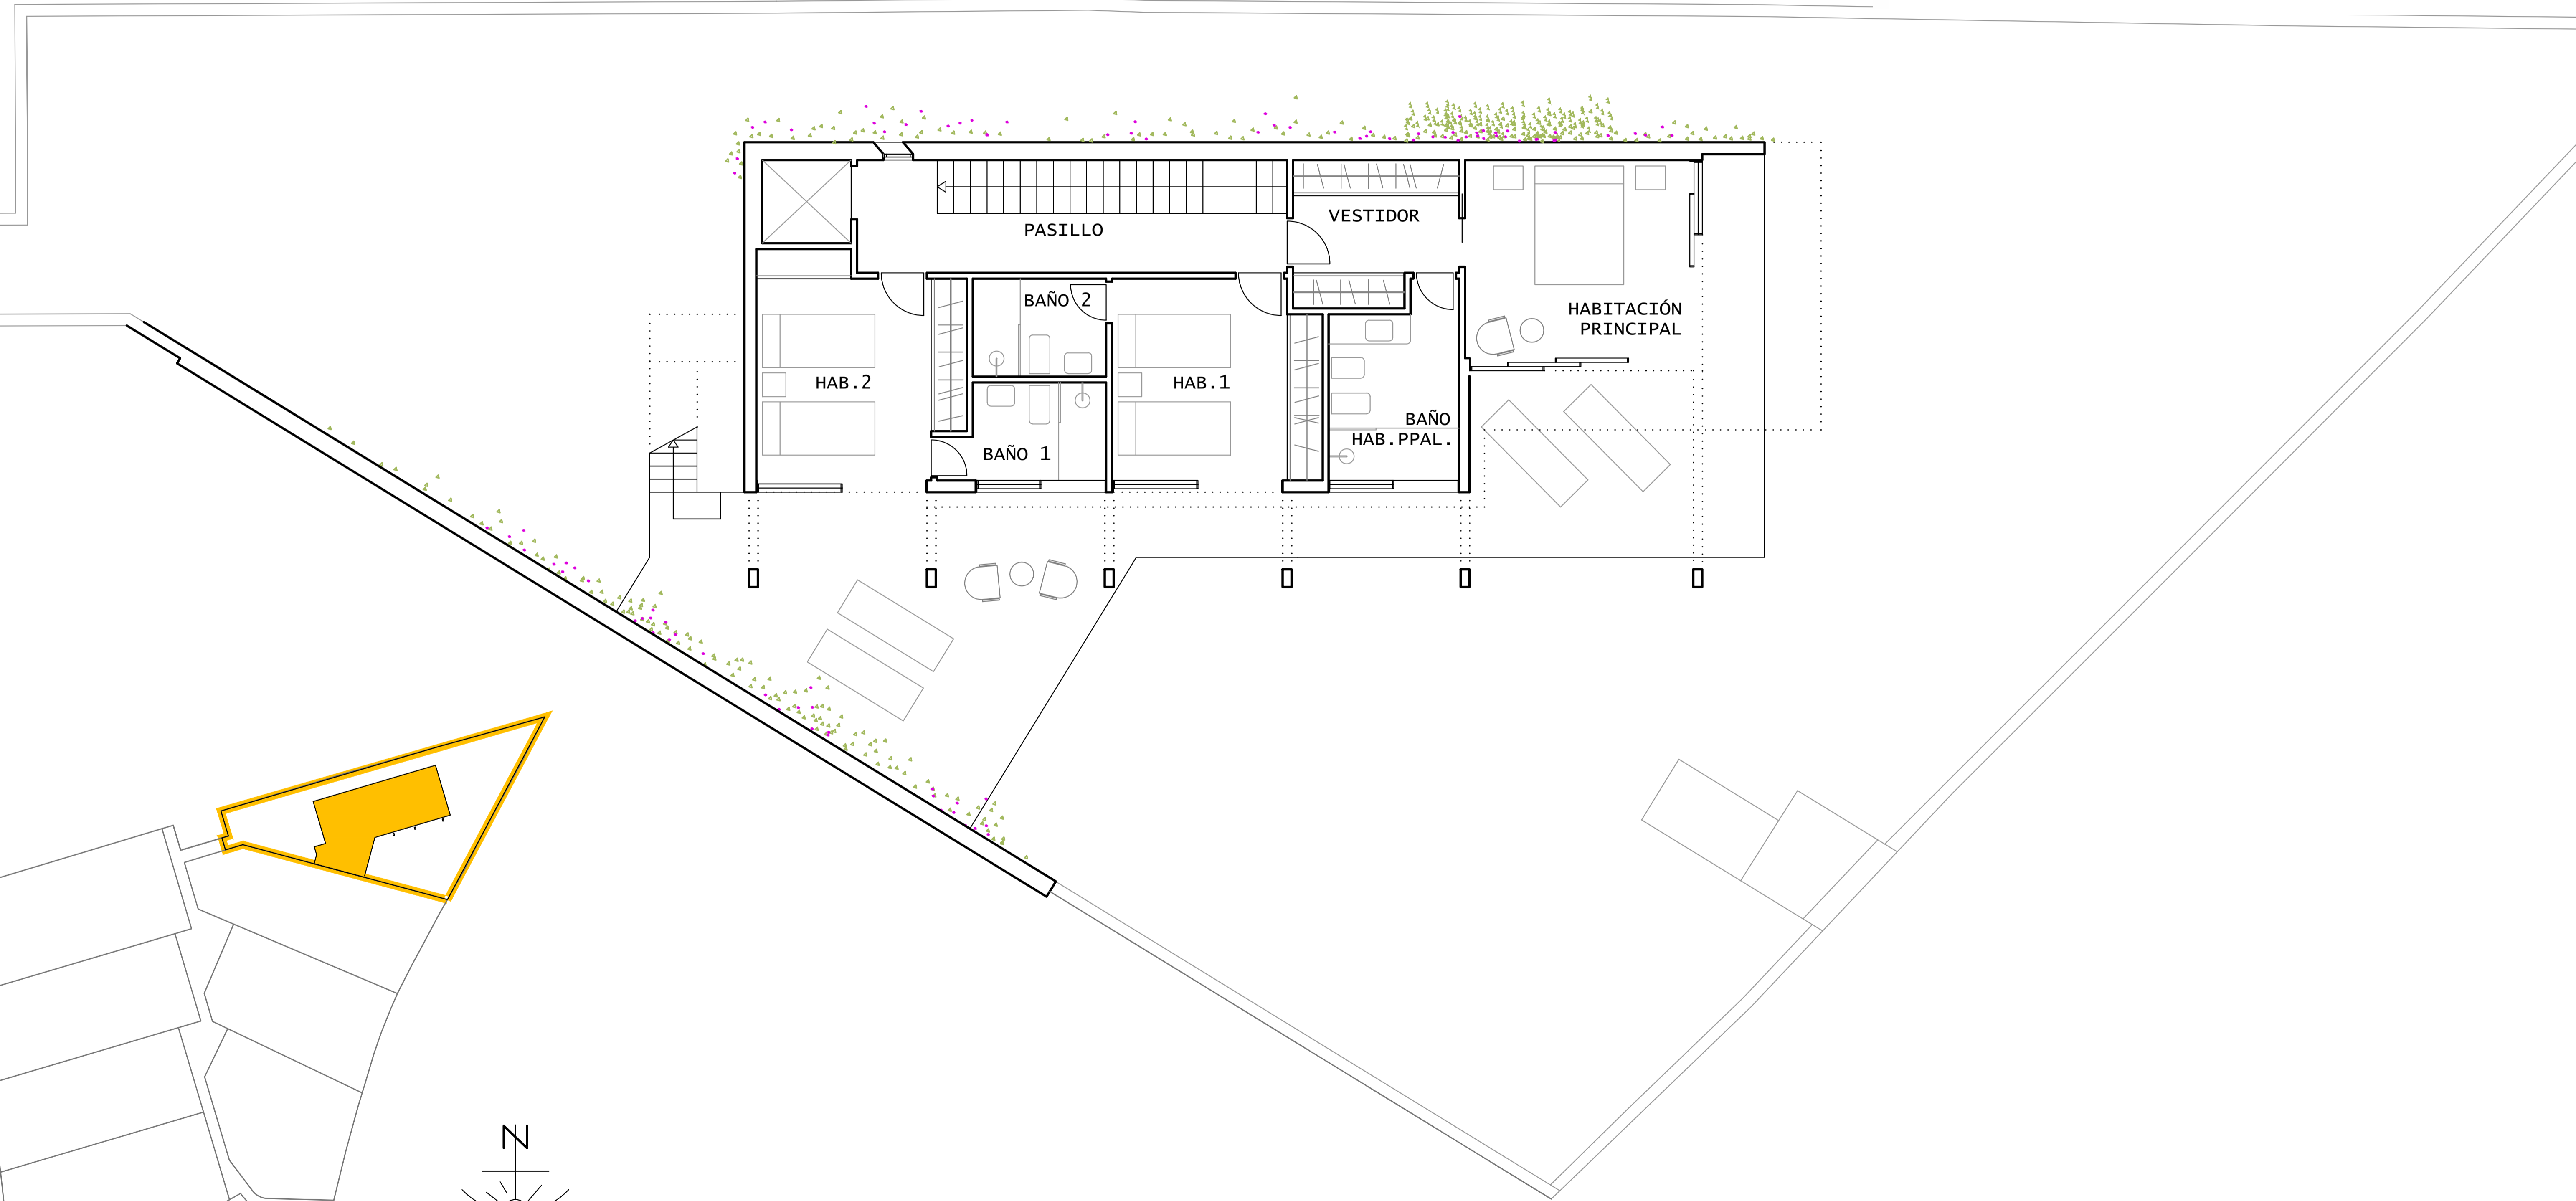 VESTIDOR
PASILLO
BAÑO 2
HABITACIÓN
PRINCIPAL
HAB.2
HAB.1
BAÑO
HAB.PPAL.
BAÑO 1
N